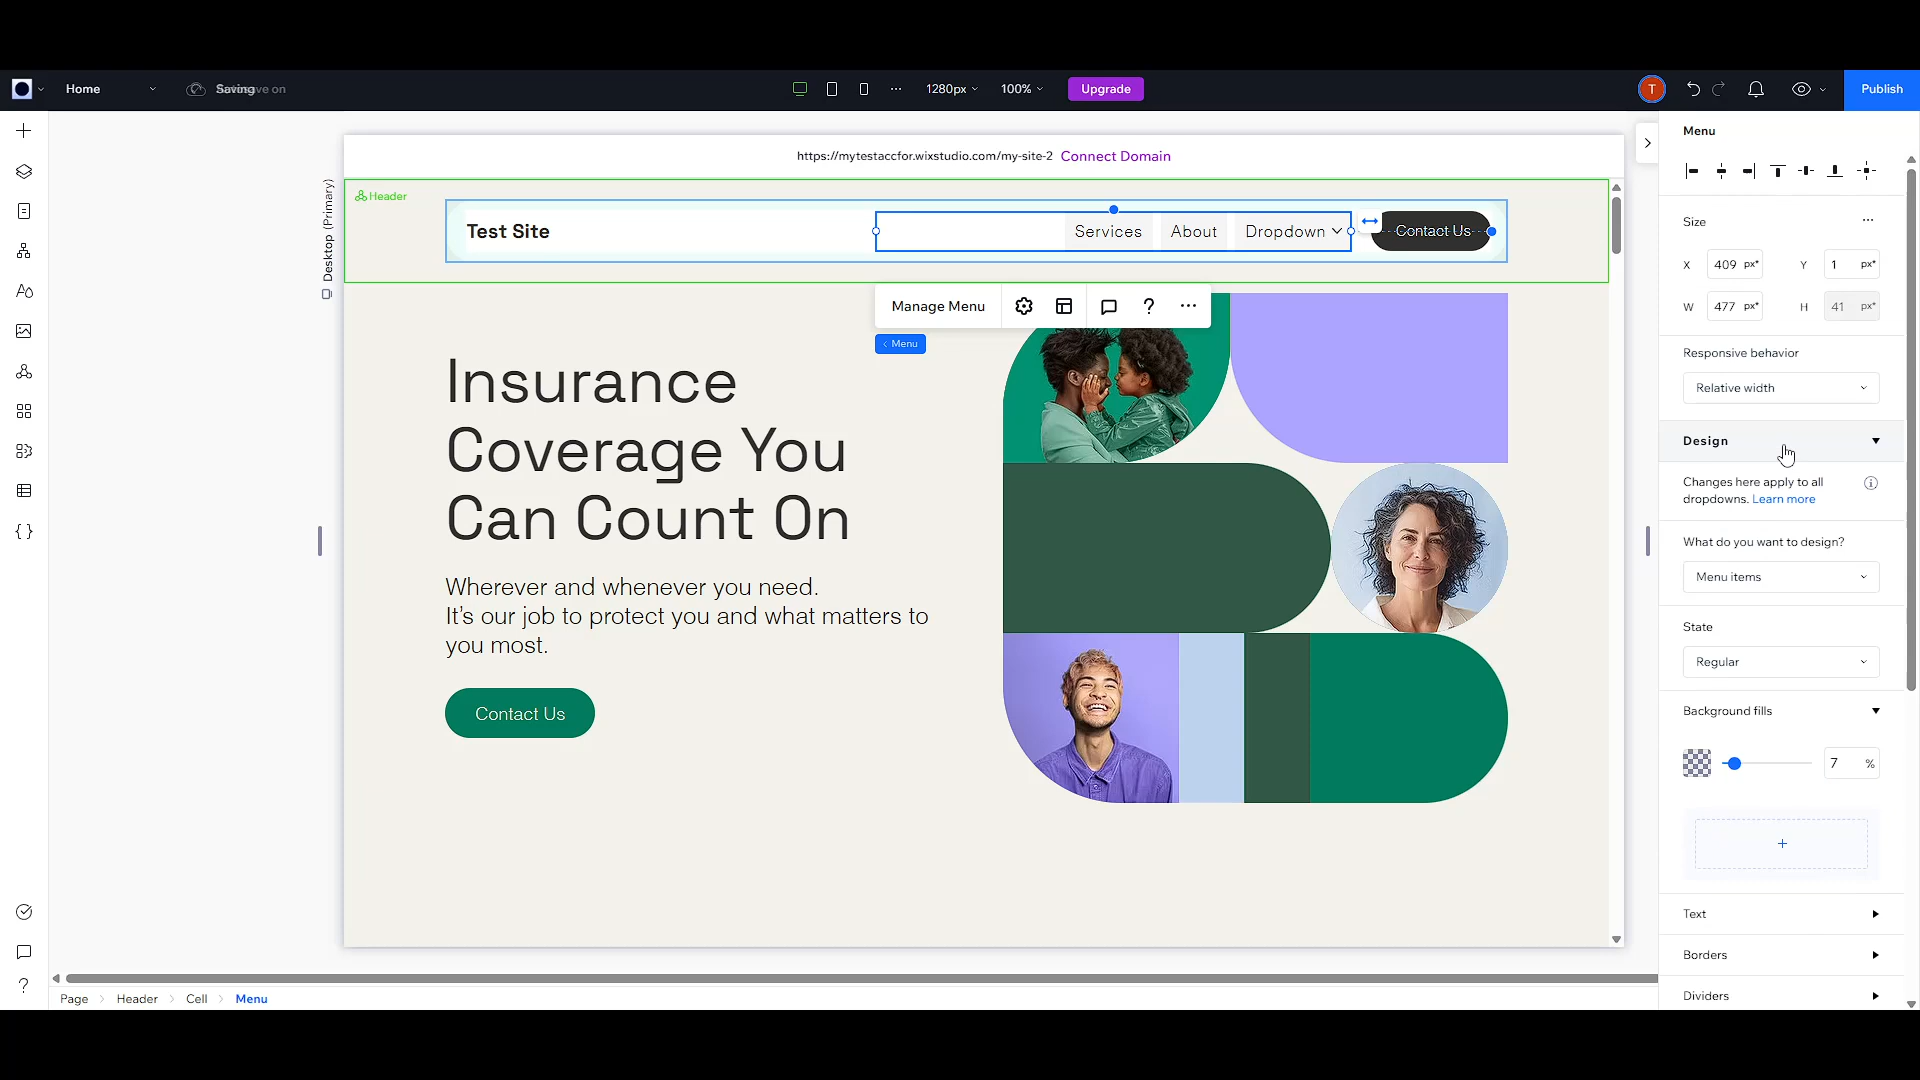 Home
1280px
100%
Upgrade
T
Publish
https://mytestaccfor.wixstudio.com/my-site-2 Connect Domain
Desktop (Primary)
Header
Test Site
Services
About
Dropdown
Contact Us
Manage Menu
?
Menu
Insurance
Coverage You
Can Count On
Wherever and whenever you need.
It's our job to protect you and what matters to
you most.
Contact Us
Menu
Size
X 409 px* Y 1 px*
W 477 px* H 41 px*
Responsive behavior
Relative width
Design
Changes here apply to all
dropdowns. Learn more
What do you want to design?
Menu items
State
Regular
Background fills
7 %
+
Text
Borders
Dividers
?
Page > Header > Cell > Menu